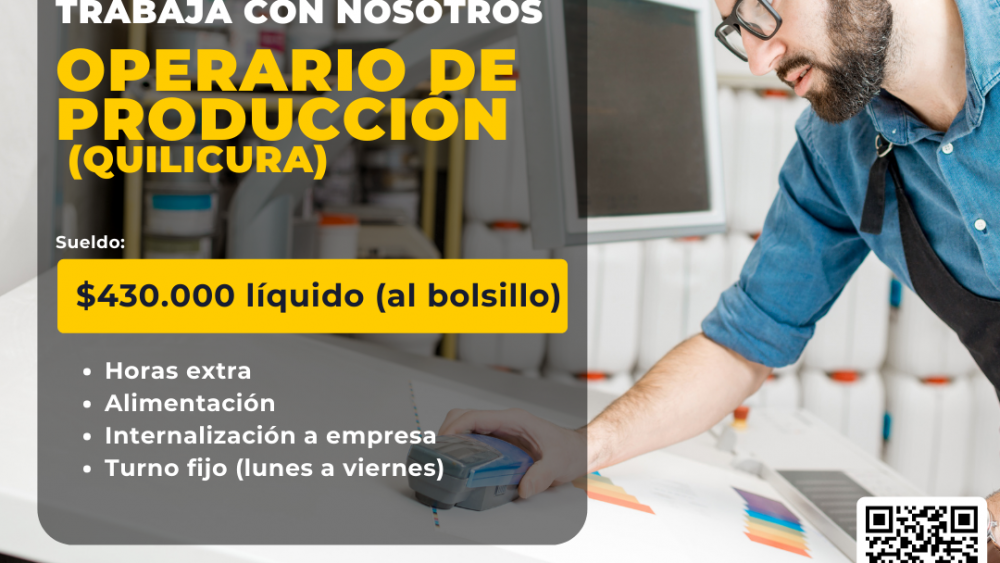 TRABAJA CON NOSOTROS
OPERARIO DE
PRODUCCIÓN
(QUILICURA)
Sueldo:
$430.000 líquido (al bolsillo)
• Horas extra
• Alimentación
• Internalización a empresa
• Turno fijo (lunes a viernes)